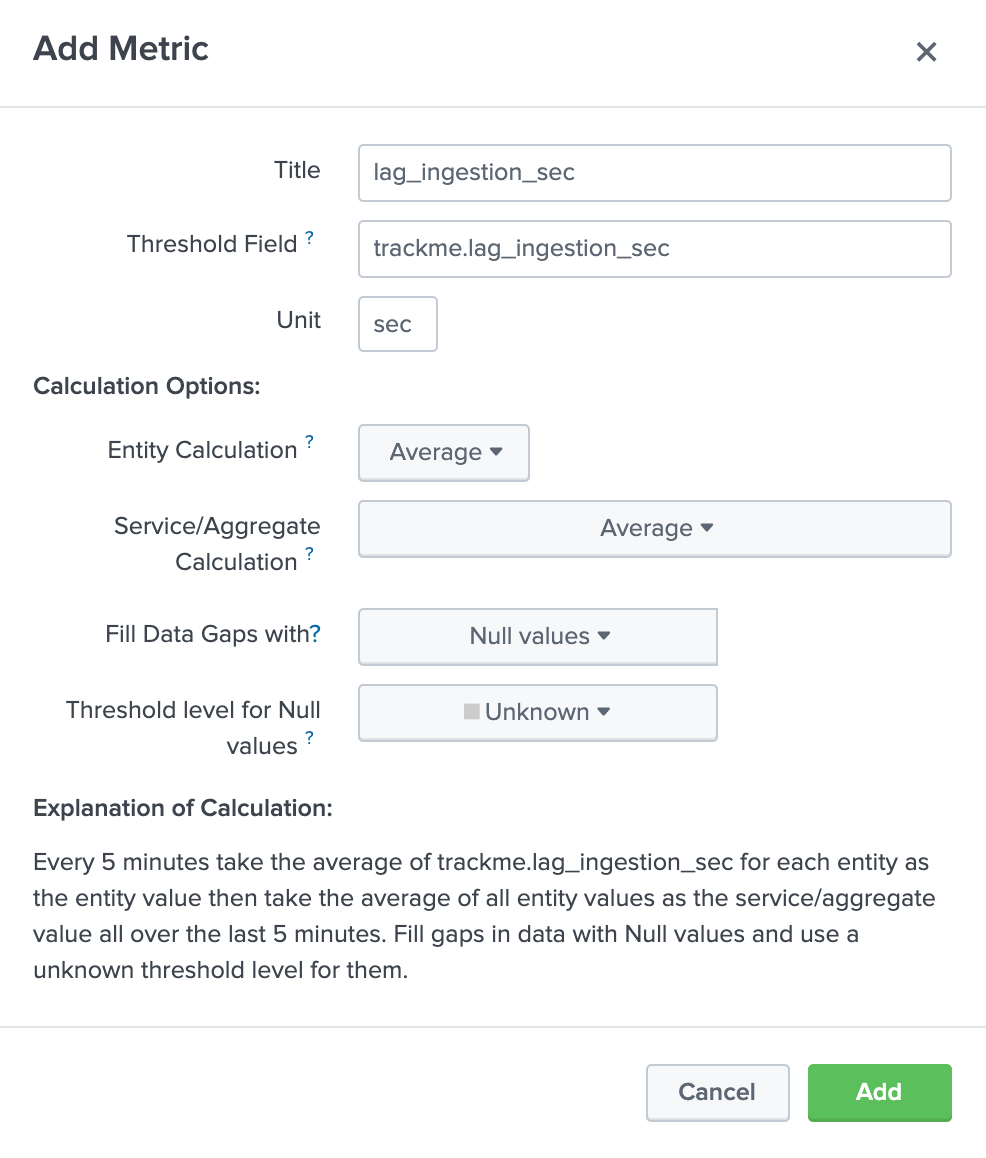 Add Metric
Title
lag_ingestion_sec
Threshold Field ?
trackme.lag_ingestion_sec
Unit
sec
Calculation Options:
Entity Calculation ?
Average
Service/Aggregate
Calculation ?
Average
Fill Data Gaps with?
Null values
Threshold level for Null
values ?
Unknown
Explanation of Calculation:
Every 5 minutes take the average of trackme.lag_ingestion_sec for each entity as
the entity value then take the average of all entity values as the service/aggregate
value all over the last 5 minutes. Fill gaps in data with Null values and use a
unknown threshold level for them.
Cancel
Add